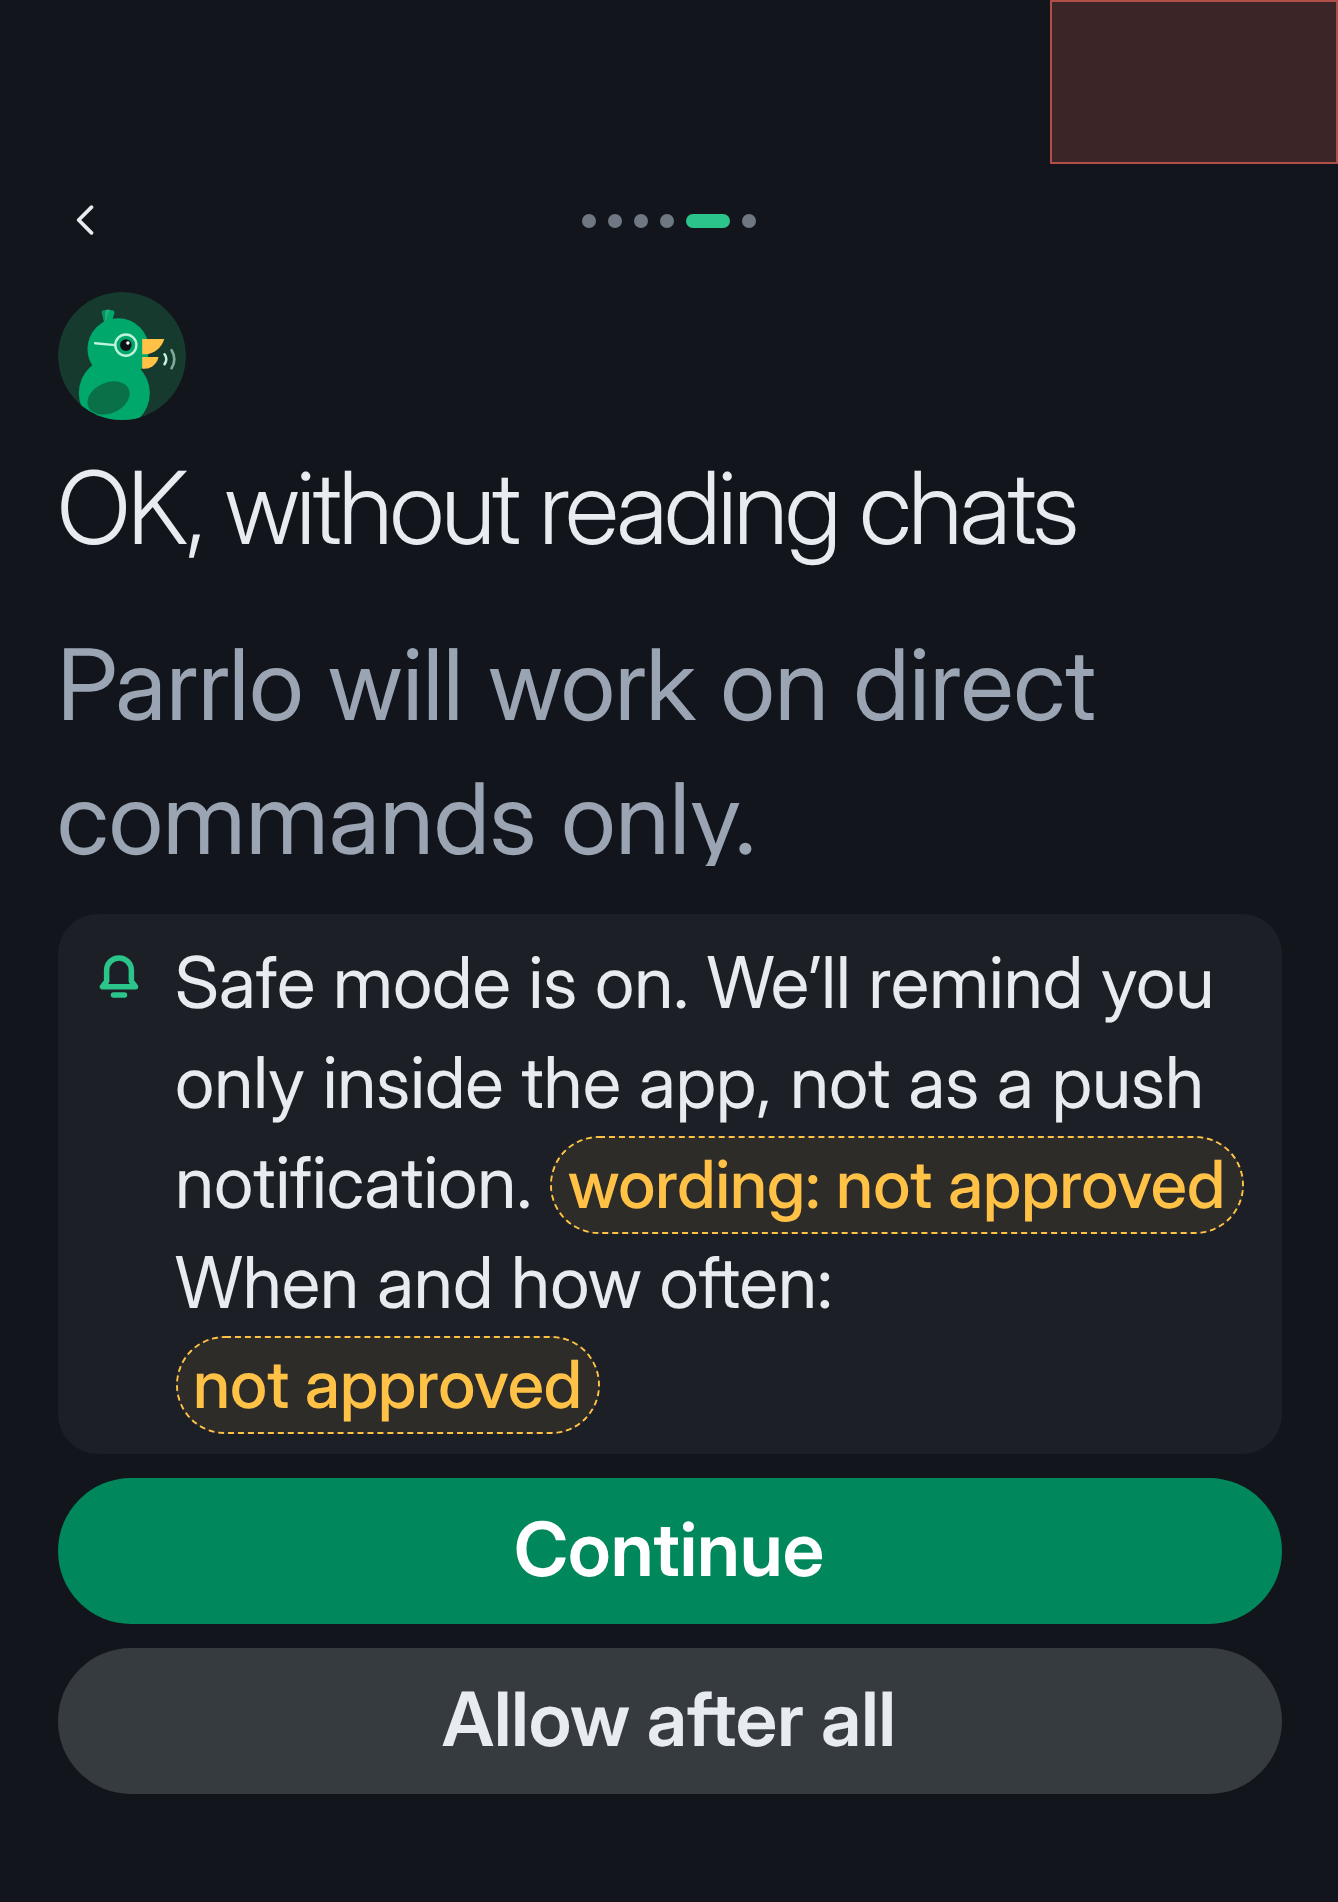 OK, without reading chats
Parrlo will work on direct
commands only.
Safe mode is on. We’ll remind you
only inside the app, not as a push
notification. wording: not approved
When and how often:
not approved
Continue
Allow after all